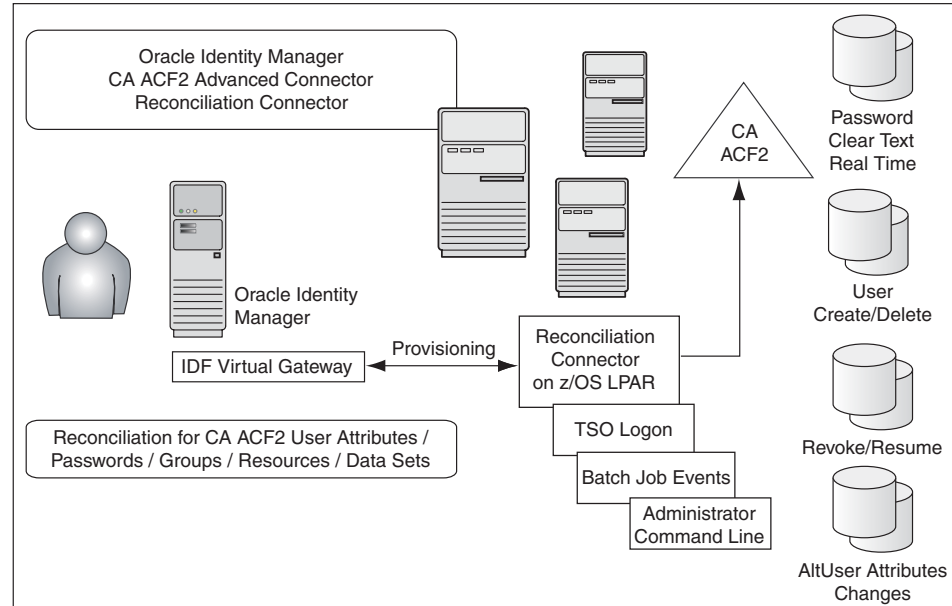 Oracle Identity Manager
CA ACF2 Advanced Connector
Reconciliation Connector
CA
ACF2
Password
Clear Text
Real Time
Oracle Identity
Manager
User
Create/Delete
IDF Virtual Gateway
Provisioning
Reconciliation
Connector
on z/OS LPAR
TSO Logon
Batch Job Events
Administrator
Command Line
Reconciliation for CA ACF2 User Attributes /
Passwords / Groups / Resources / Data Sets
Revoke/Resume
AltUser Attributes
Changes